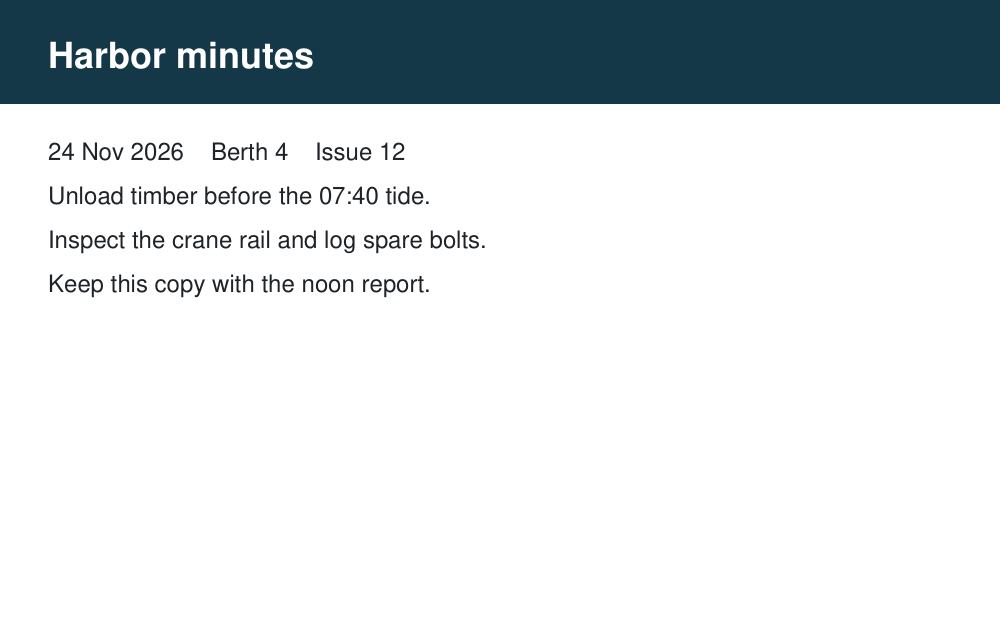 Harbor minutes
24 Nov 2026 Berth 4 Issue 12
Unload timber before the 07:40 tide.
Inspect the crane rail and log spare bolts.
Keep this copy with the noon report.